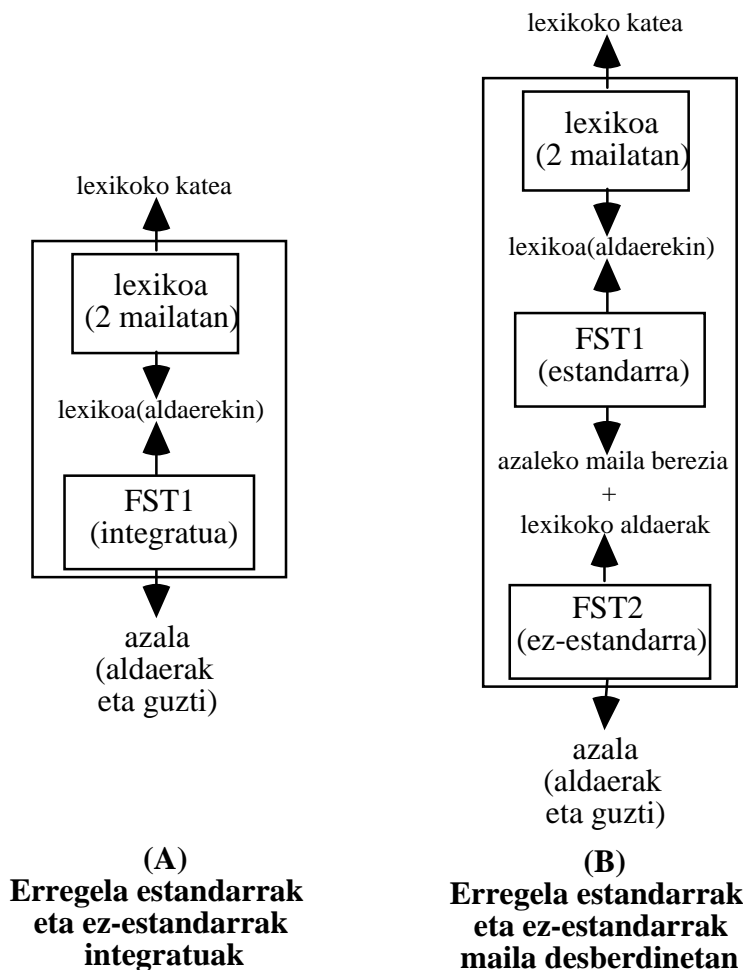 lexikoko katea
lexikoa
(2 mailatan)
lexikoa(aldaerekin)
FST1
(integratua)
azala
(aldaerak
eta guzti)
(A)
Erregela estandarrak
eta ez-estandarrak
integratuak
lexikoko katea
lexikoa
(2 mailatan)
lexikoa(aldaerekin)
FST1
(estandarra)
azaleko maila berezia
+
lexikoko aldaerak
FST2
(ez-estandarra)
azala
(aldaerak
eta guzti)
(B)
Erregela estandarrak
eta ez-estandarrak
maila desberdinetan